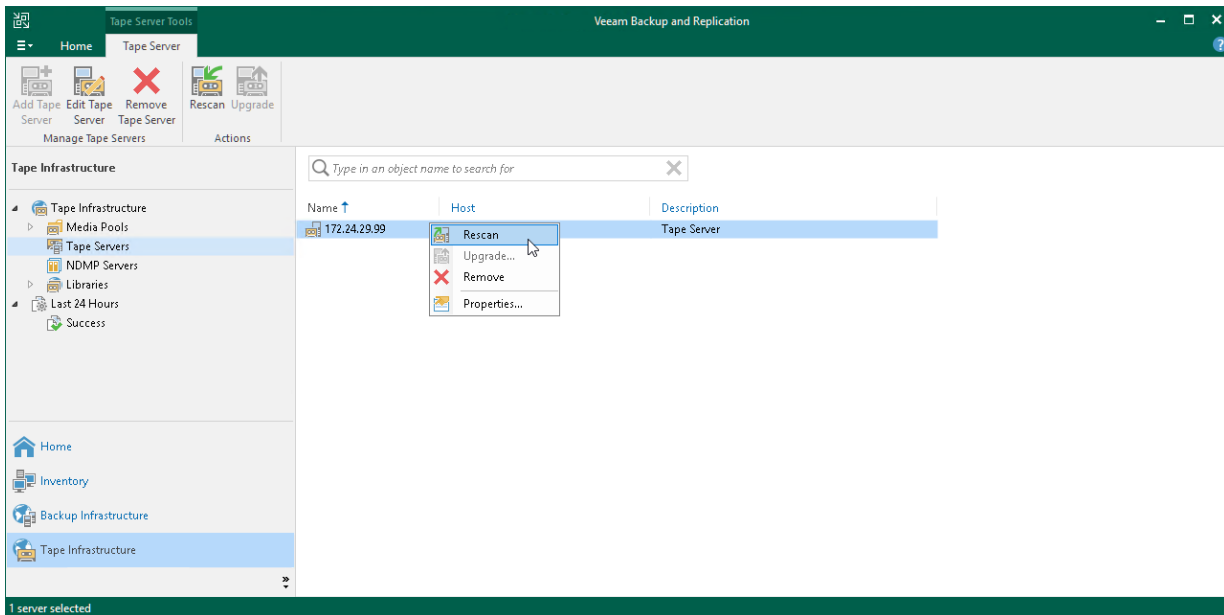 Tape Server Tools
Veeam Backup and Replication
Home Tape Server
?
Add Tape Server
Edit Tape Server
Remove Tape Server
Rescan
Upgrade
Manage Tape Servers
Actions
Tape Infrastructure
Type in an object name to search for
Tape Infrastructure
Media Pools
Tape Servers
NDMP Servers
Libraries
Last 24 Hours
Success
Name Host Description
172.24.29.99 Tape Server
Rescan
Upgrade...
Remove
Properties...
Home
Inventory
Backup Infrastructure
Tape Infrastructure
1 server selected